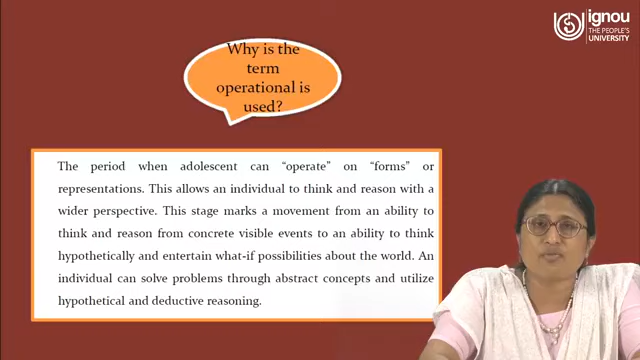 ignou
THE PEOPLE'S
UNIVERSITY
Why is the
term
operational is
used?
The period when adolescent can "operate" on "forms" or
representations. This allows an individual to think and reason with a
wider perspective. This stage marks a movement from an ability to
think and reason from concrete visible events to an ability to think
hypothetically and entertain what-if possibilities about the world. An
individual can solve problems through abstract concepts and utilize
hypothetical and deductive reasoning.